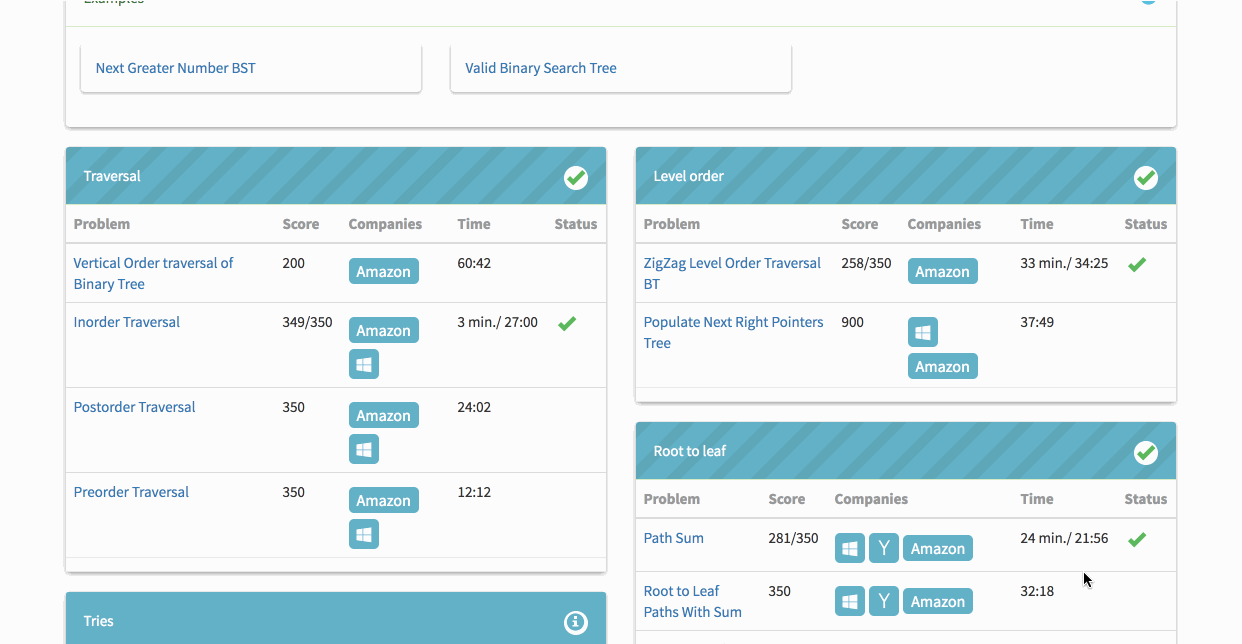 Examples
Next Greater Number BST
Valid Binary Search Tree
Traversal
Problem Score Companies Time Status
Vertical Order traversal of 200 Amazon 60:42
Binary Tree
Inorder Traversal 349/350 Amazon 3 min./ 27:00
Postorder Traversal 350 Amazon 24:02
Preorder Traversal 350 Amazon 12:12
Tries
Level order
Problem Score Companies Time Status
ZigZag Level Order Traversal 258/350 Amazon 33 min./ 34:25
BT
Populate Next Right Pointers 900 37:49
Tree Amazon
Root to leaf
Problem Score Companies Time Status
Path Sum 281/350 Y Amazon 24 min./ 21:56
Root to Leaf 350 Y Amazon 32:18
Paths With Sum